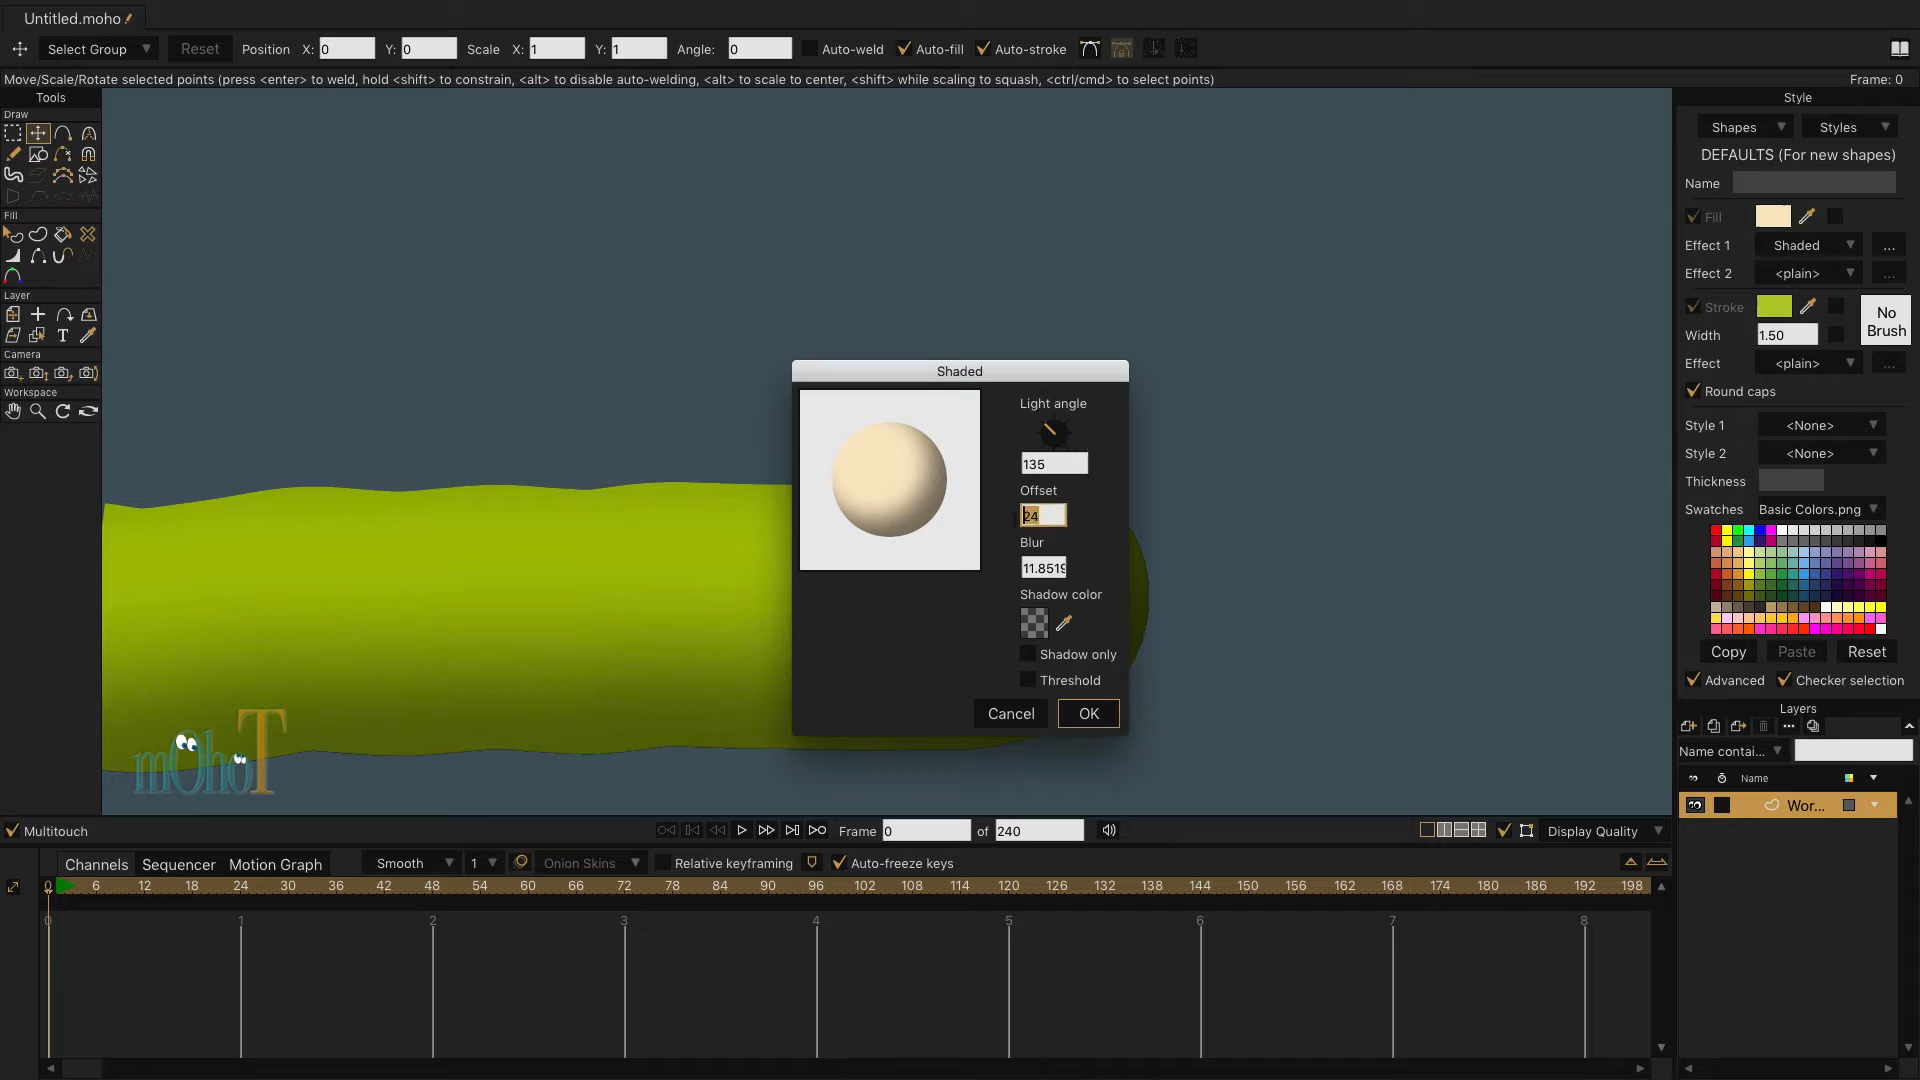 Untitled.moho
Select Group Reset Position X: 0 Y: 0 Scale X: 1 Y: 1 Angle: 0 Auto-weld Auto-fill Auto-stroke
Move/Scale/Rotate selected points (press <enter> to weld, hold <shift> to constrain, <alt> to disable auto-welding, <alt> to scale to center, <shift> while scaling to squash, <ctrl/cmd> to select points) Frame: 0
Tools
Draw
Fill
Layer
T
Camera
Workspace
Style
Shapes Styles
DEFAULTS (For new shapes)
Name
Fill
Effect 1 Shaded ...
Effect 2 <plain> ...
Stroke No Brush
Width 1.50
Effect <plain> ...
Round caps
Style 1 <None>
Style 2 <None>
Thickness
Swatches Basic Colors.png
Copy Paste Reset
Advanced Checker selection
Shaded
Light angle
135
Offset
24
Blur
11.8519
Shadow color
Shadow only
Threshold
Cancel OK
mOhoT
Layers
Name contai...
Name
Wor...
Multitouch Frame 0 of 240 Display Quality
Channels Sequencer Motion Graph Smooth 1 Onion Skins Relative keyframing Auto-freeze keys
0 6 12 18 24 30 36 42 48 54 60 66 72 78 84 90 96 102 108 114 120 126 132 138 144 150 156 162 168 174 180 186 192 198
0 1 2 3 4 5 6 7 8